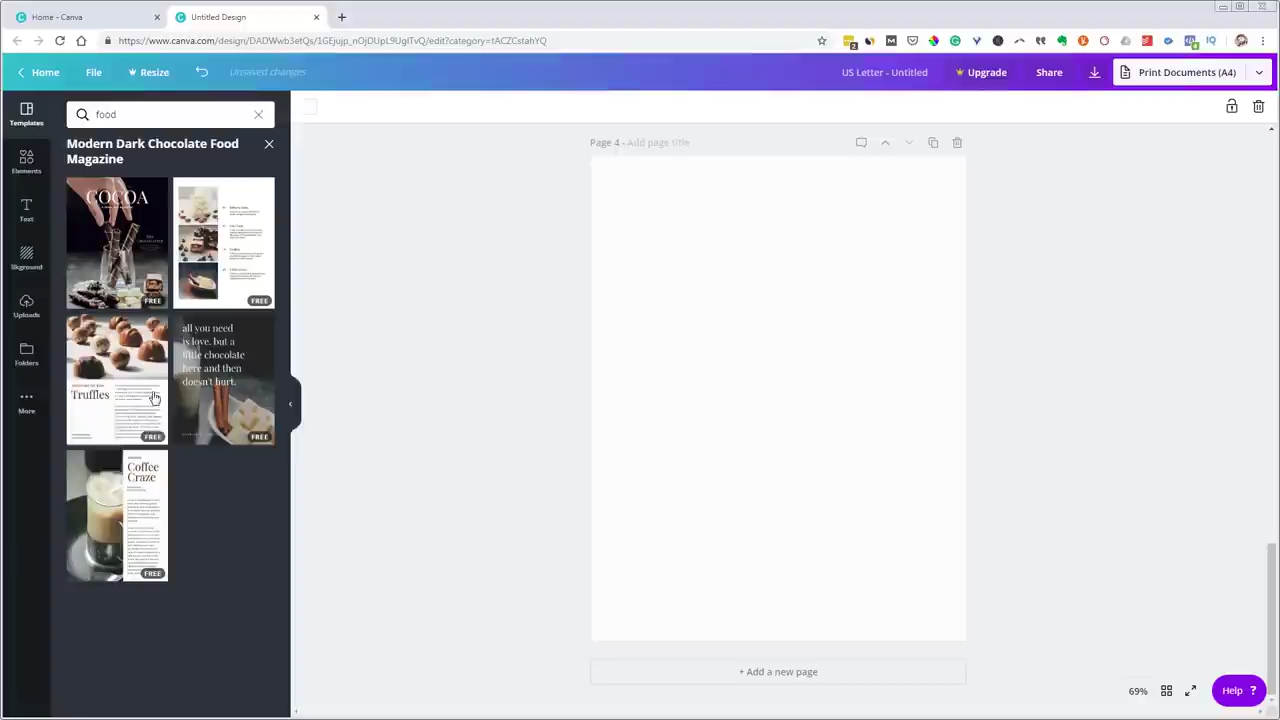 Home - Canva
Untitled Design
https://www.canva.com/design/DADWwb3etQs/1GEjujp_nOjDUpL9UgITvQ/edit?category=tACZCstahYQ
Home
File
Resize
Unsaved changes
US Letter - Untitled
Upgrade
Share
Print Documents (A4)
Templates
Elements
Text
Bkground
Uploads
Folders
More
food
Modern Dark Chocolate Food
Magazine
COCOA
FREE
FREE
Truffles
FREE
all you need
is love. but a
little chocolate
here and then
doesn't hurt.
FREE
Coffee
Craze
FREE
Page 4 - Add page title
+ Add a new page
69%
Help ?